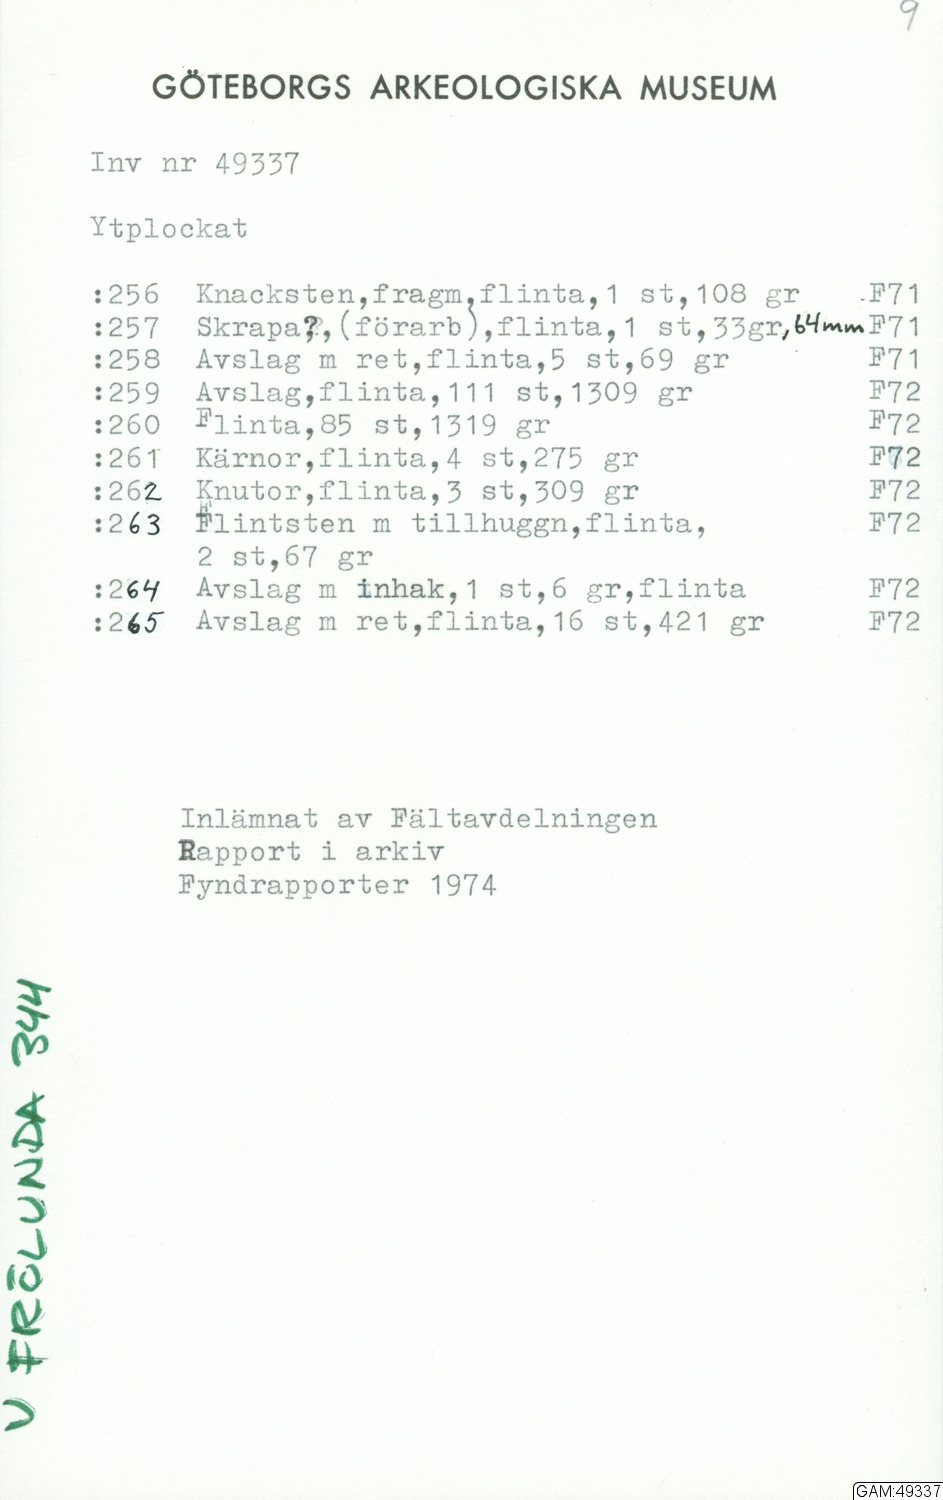 9
GÖTEBORGS ARKEOLOGISKA MUSEUM
Inv nr 49337
Ytplockat
:256 Knacksten,fragm,flinta,1 st,108 gr F71
:257 Skrapa?,(förarb),flinta,1 st,33gr,64mm F71
:258 Avslag m ret,flinta,5 st,69 gr F71
:259 Avslag,flinta,111 st,1309 gr F72
:260 Flinta,85 st,1319 gr F72
:261 Kärnor,flinta,4 st,275 gr F72
:262 Knutor,flinta,3 st,309 gr F72
:263 Flintsten m tillhuggn,flinta, F72
2 st,67 gr
:264 Avslag m inhak,1 st,6 gr,flinta F72
:265 Avslag m ret,flinta,16 st,421 gr F72
Inlämnat av Fältavdelningen
Rapport i arkiv
Fyndrapporter 1974
V FRÖLUNDA 344
GAM:49337